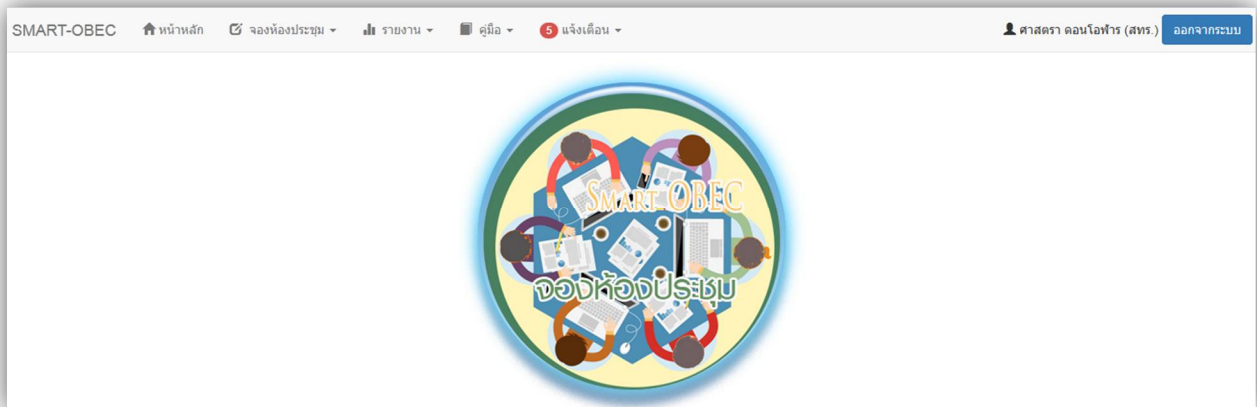 SMART-OBEC หน้าหลัก จองห้องประชุม รายงาน คู่มือ 5 แจ้งเตือน ศาสตรา ดอนโอฬาร (สทร.) ออกจากระบบ
SMART OBEC
จองห้องประชุม